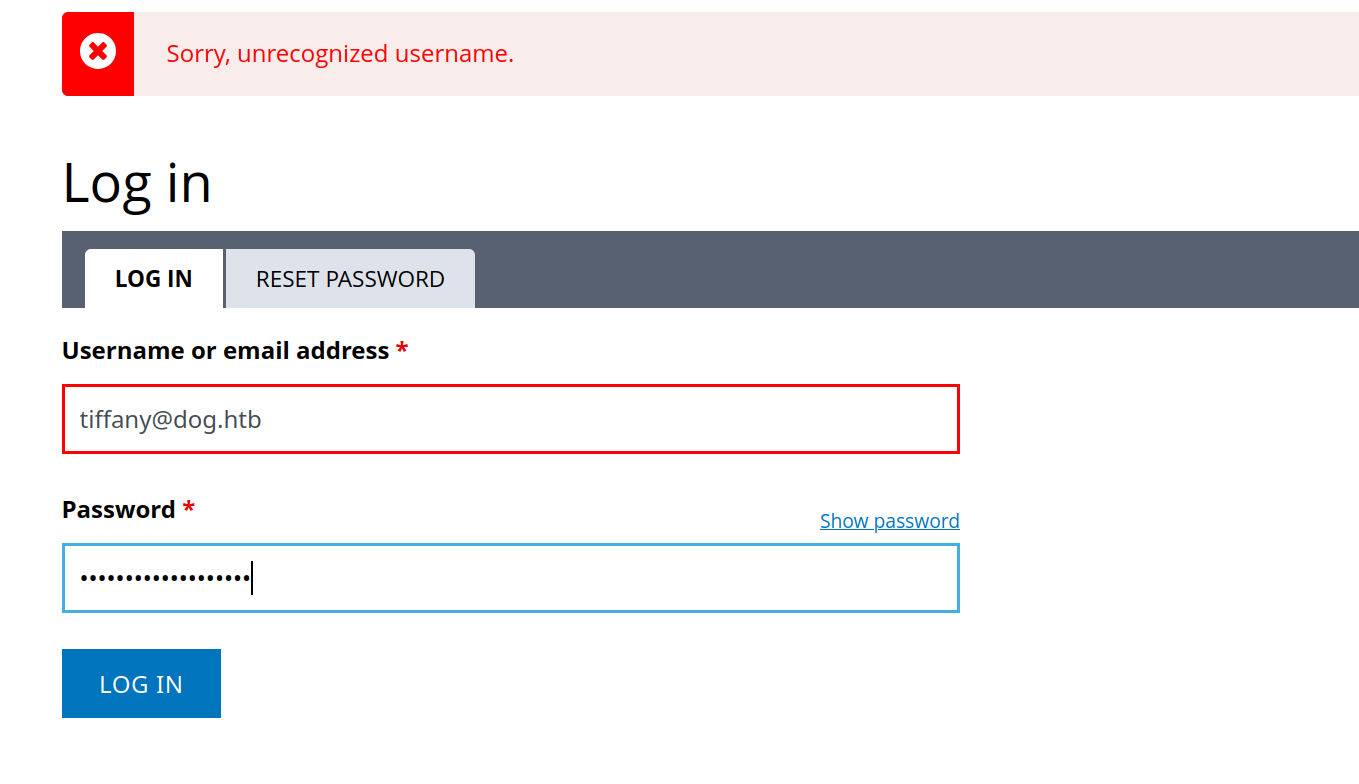 Sorry, unrecognized username.
Log in
LOG IN RESET PASSWORD
Username or email address *
tiffany@dog.htb
Password *
Show password
•••••••••••••••••••
LOG IN